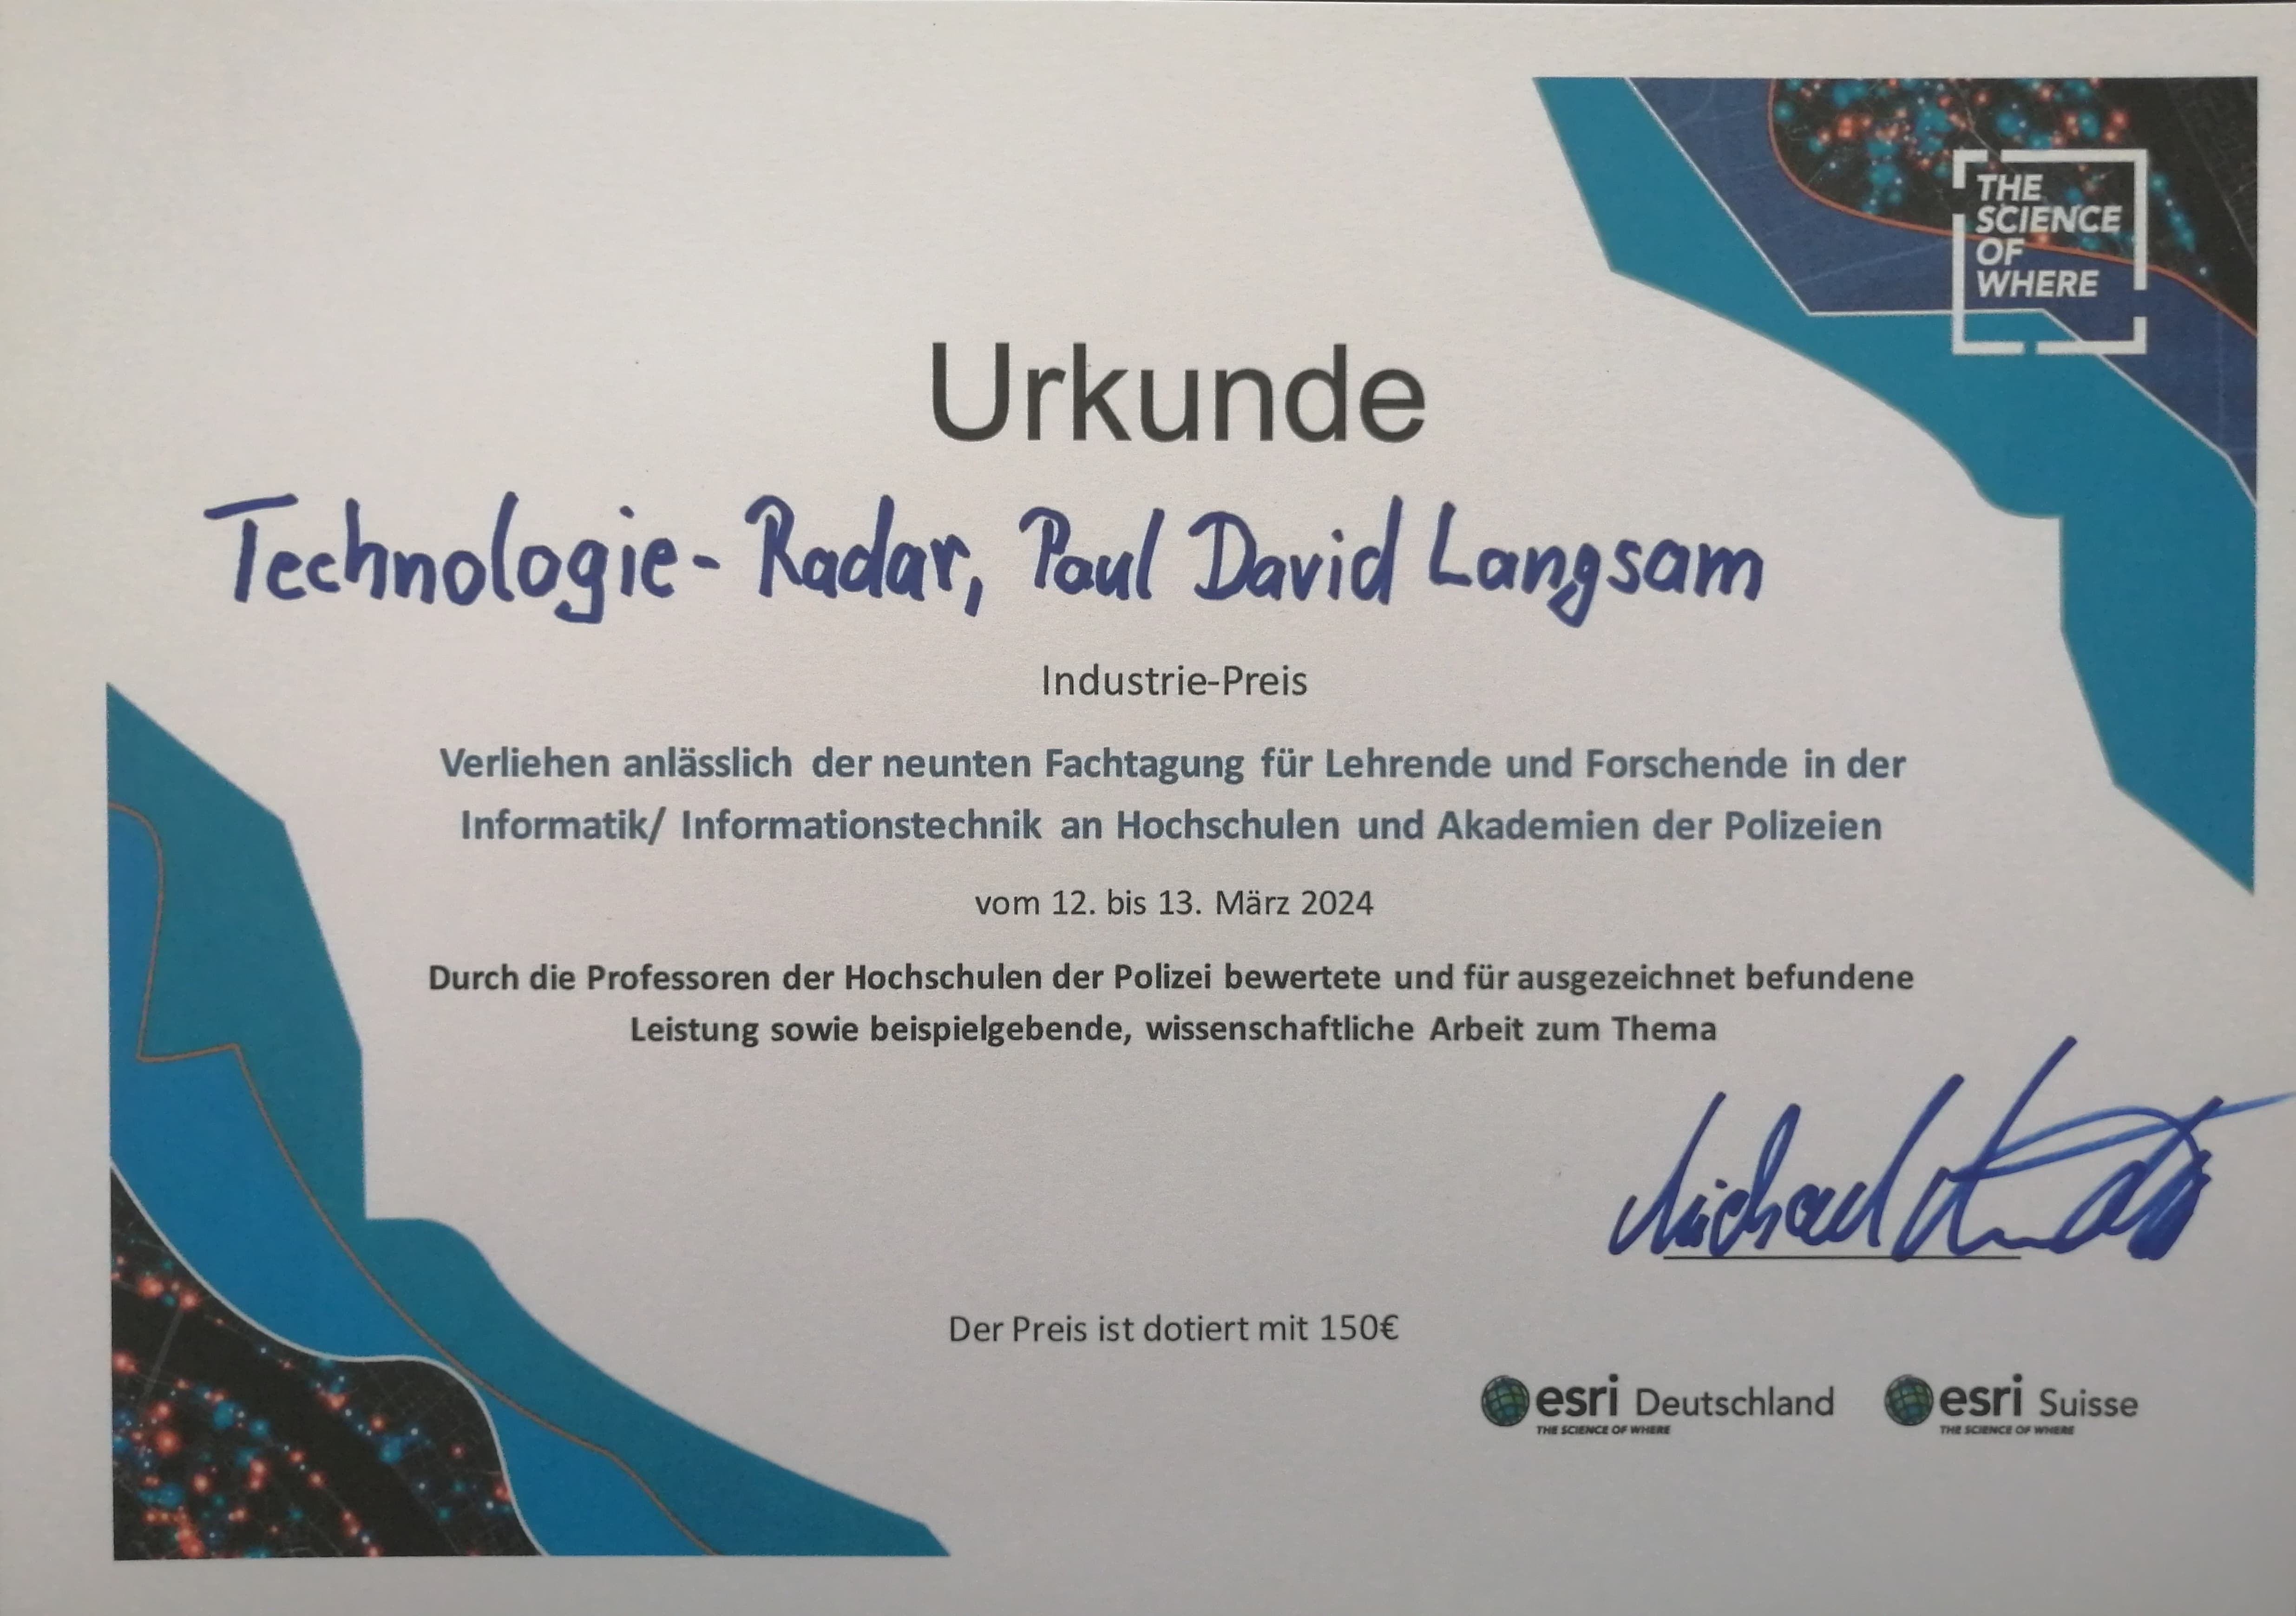 THE
SCIENCE
OF
WHERE
Urkunde
Technologie-Radar, Paul David Langsam
Industrie-Preis
Verliehen anlässlich der neunten Fachtagung für Lehrende und Forschende in der
Informatik/ Informationstechnik an Hochschulen und Akademien der Polizeien
vom 12. bis 13. März 2024
Durch die Professoren der Hochschulen der Polizei bewertete und für ausgezeichnet befundene
Leistung sowie beispielgebende, wissenschaftliche Arbeit zum Thema
Michael
Der Preis ist dotiert mit 150€
esri Deutschland
THE SCIENCE OF WHERE
esri Suisse
THE SCIENCE OF WHERE